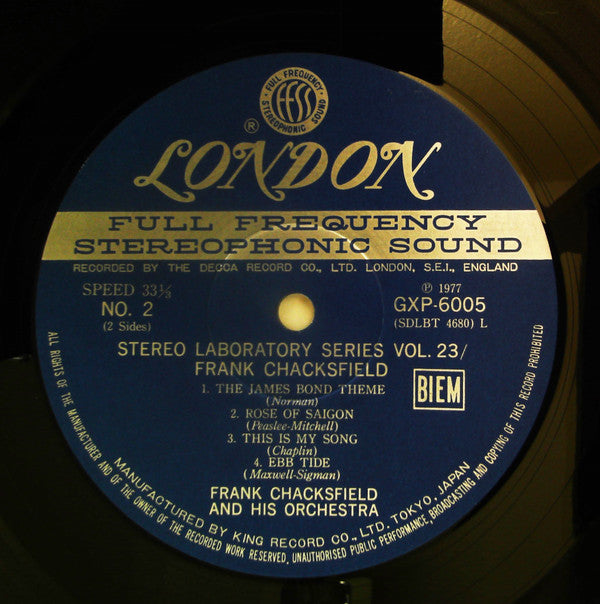 FULL FREQUENCY
FFSS
STEREOPHONIC SOUND
®
LONDON
FULL FREQUENCY
STEREOPHONIC SOUND
RECORDED BY THE DECCA RECORD CO., LTD. LONDON, S.E.I., ENGLAND
SPEED 33⅓
NO. 2
(2 Sides)
℗ 1977
GXP-6005
(SDLBT 4680) L
STEREO LABORATORY SERIES VOL. 23/
FRANK CHACKSFIELD
BIEM
1. THE JAMES BOND THEME
(Norman)
2. ROSE OF SAIGON
(Peaslee-Mitchell)
3. THIS IS MY SONG
(Chaplin)
4. EBB TIDE
(Maxwell-Sigman)
FRANK CHACKSFIELD
AND HIS ORCHESTRA
MANUFACTURED BY KING RECORD CO., LTD. TOKYO, JAPAN
ALL RIGHTS OF THE MANUFACTURER AND OF THE OWNER OF THE RECORDED WORK RESERVED, UNAUTHORISED PUBLIC PERFORMANCE, BROADCASTING AND COPYING OF THIS RECORD PROHIBITED